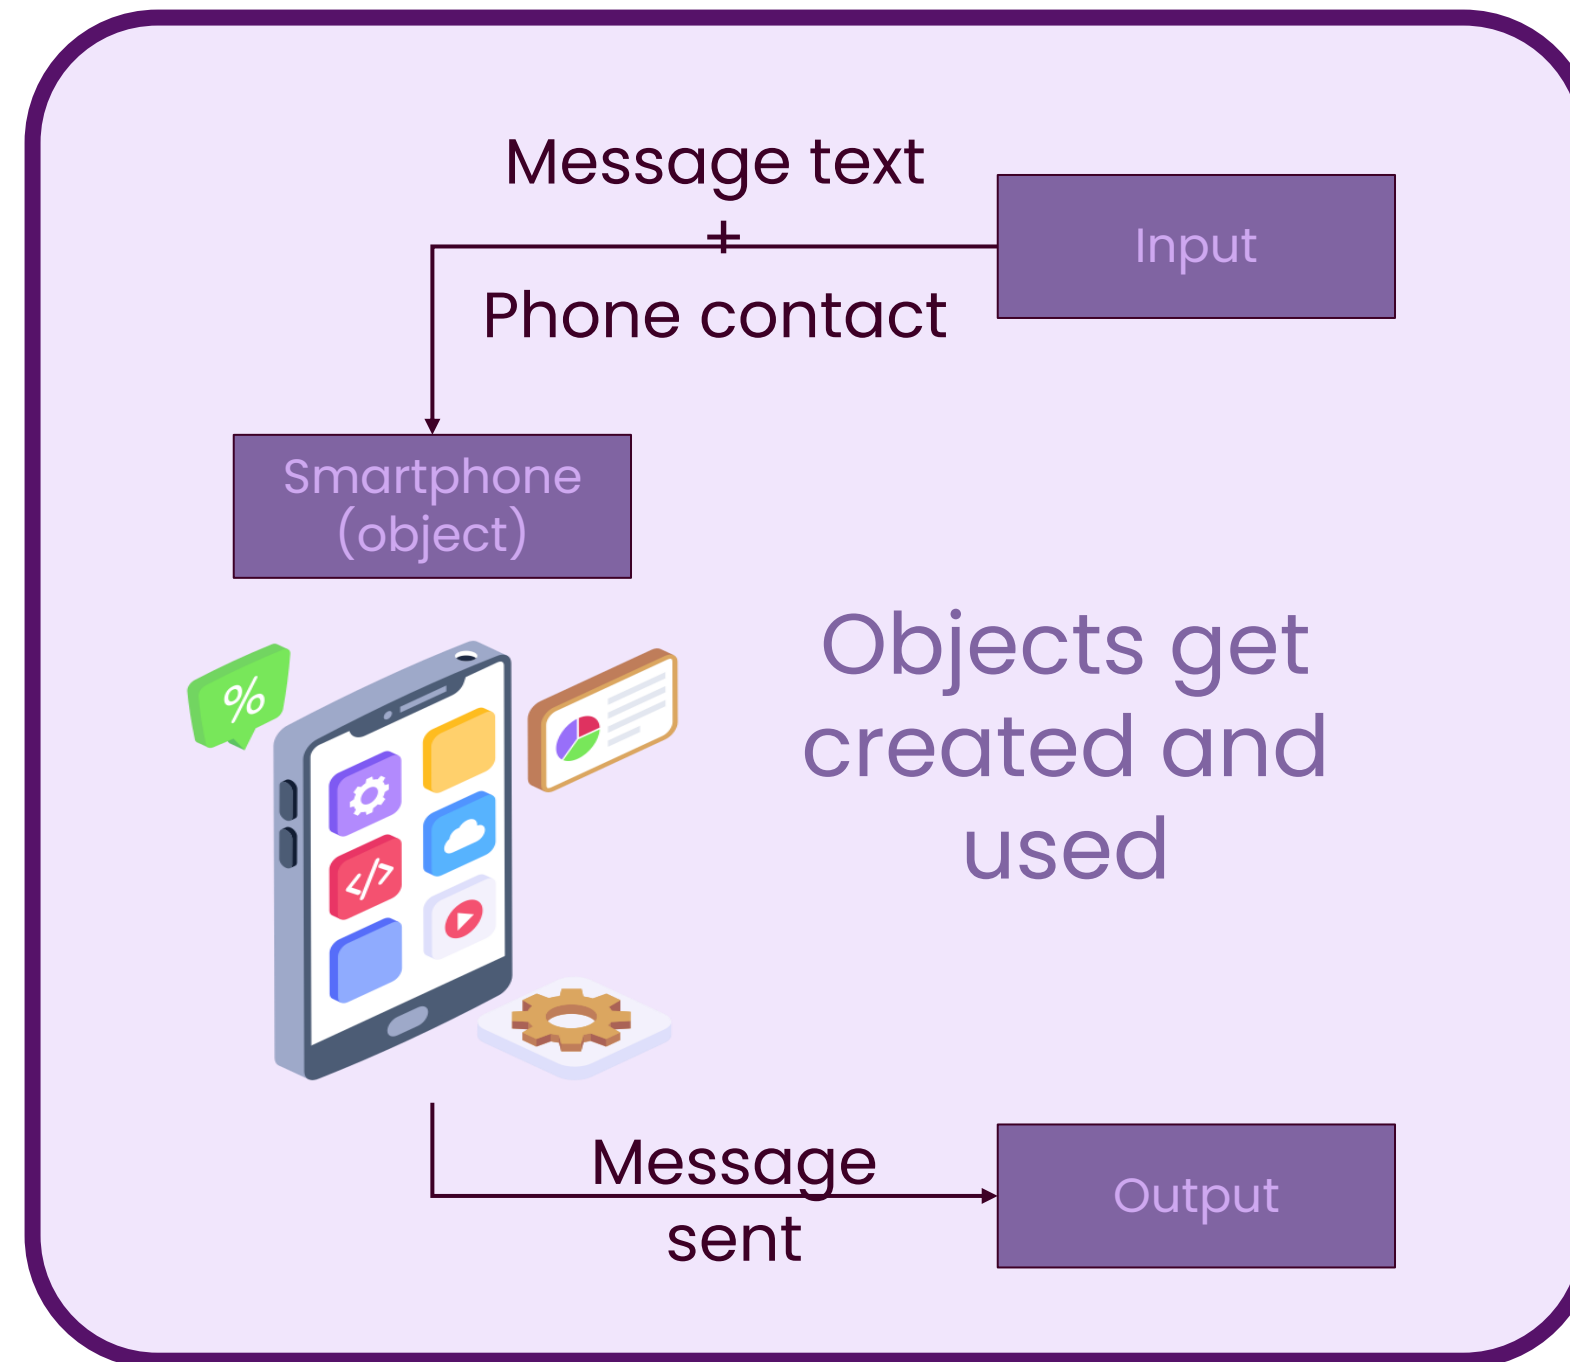 Message text
+
Phone contact
Input
Smartphone
(object)
%
</>
Objects get
created and
used
Message
sent
Output